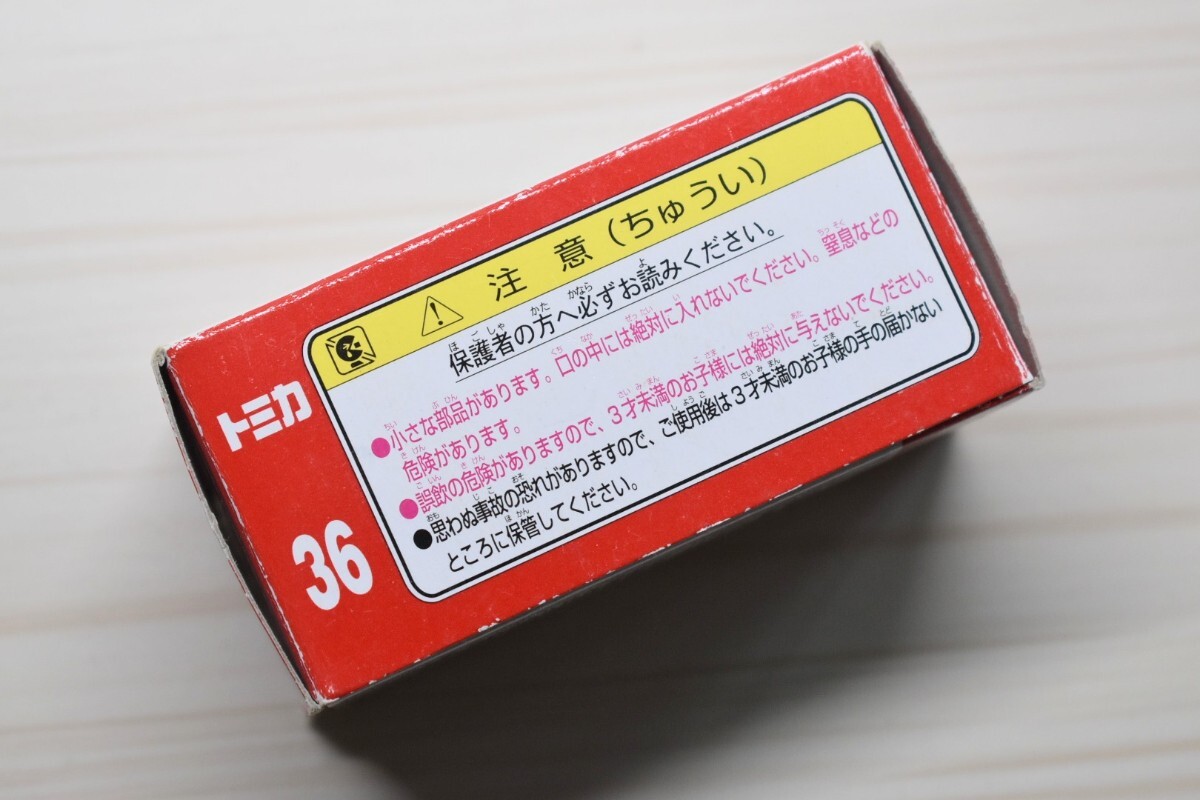 トミカ
36
注意（ちゅうい）
保護者の方へ必ずお読みください。
●小さな部品があります。口の中には絶対に入れないでください。窒息などの
危険があります。
●誤飲の危険がありますので、3才未満のお子様には絶対に与えないでください。
●思わぬ事故の恐れがありますので、ご使用後は3才未満のお子様の手の届かない
ところに保管してください。